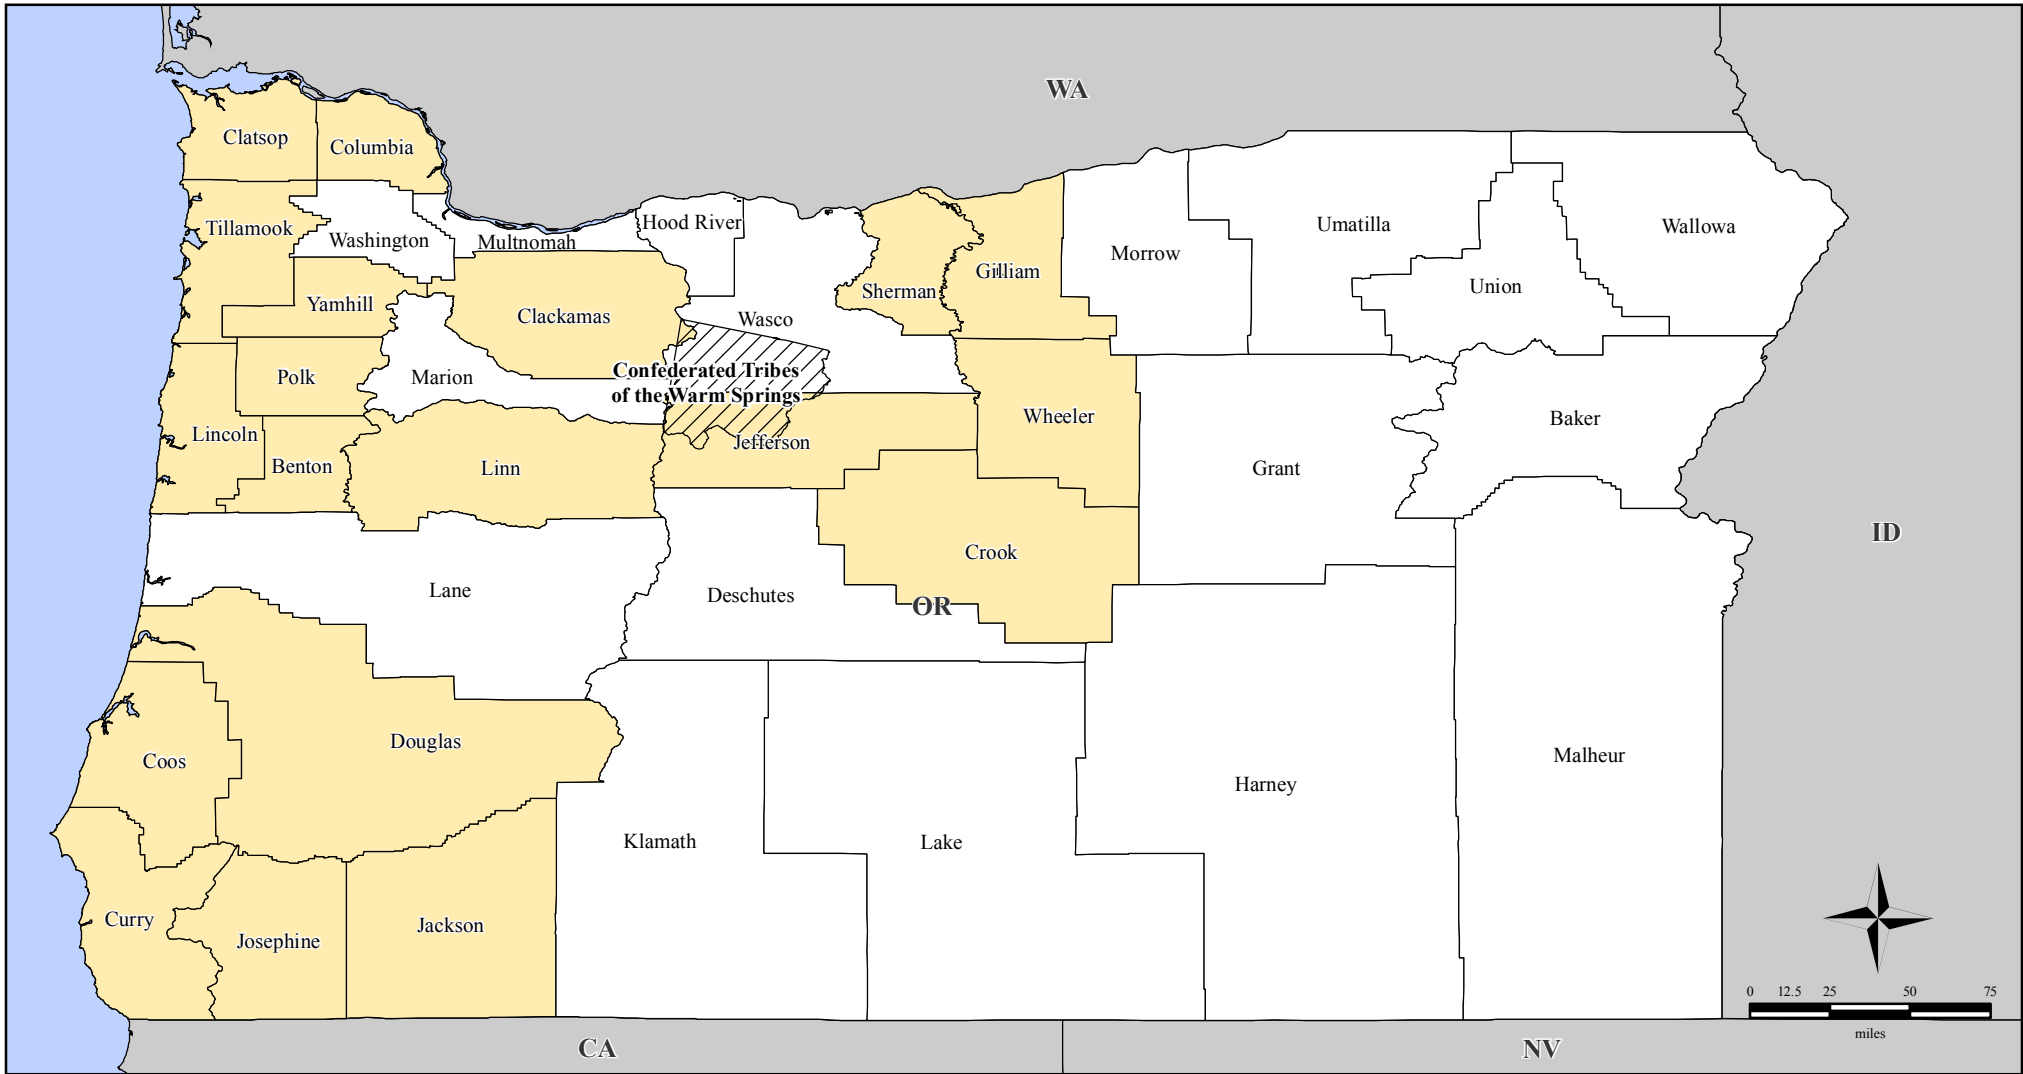 WA
Clatsop
Columbia
Hood River
Tillamook
Washington
Multnomah
Umatilla
Wallowa
Morrow
Gilliam
Sherman
Union
Yamhill
Clackamas
Wasco
Confederated Tribes
of the Warm Springs
Polk
Marion
Wheeler
Baker
Lincoln
Jefferson
Benton
Linn
Grant
ID
Crook
Lane
Deschutes
OR
Douglas
Coos
Malheur
Harney
Klamath
Lake
Curry
Josephine
Jackson
0 12.5 25 50 75
miles
CA
NV